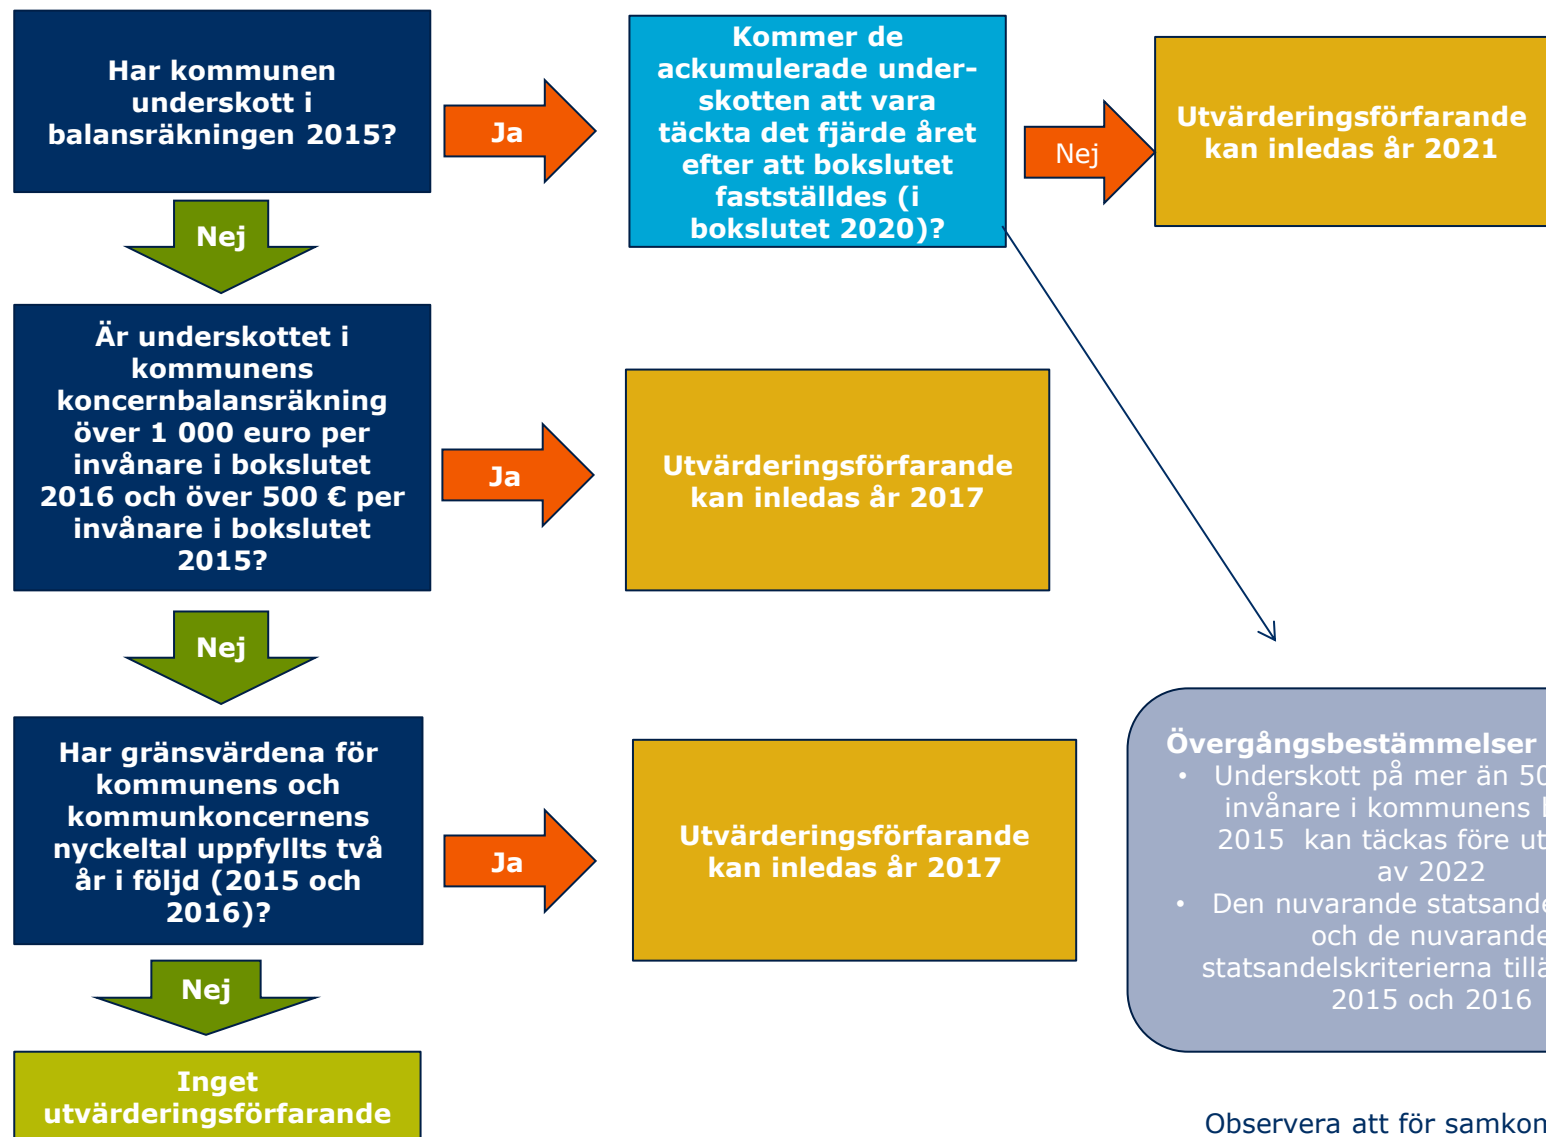 Har kommunen
underskott i
balansräkningen 2015?
Ja
Kommer de
ackumulerade under-
skotten att vara
täckta det fjärde året
efter att bokslutet
fastställdes (i
bokslutet 2020)?
Nej
Utvärderingsförfarande
kan inledas år 2021
Nej
Är underskottet i
kommunens
koncernbalansräkning
över 1 000 euro per
invånare i bokslutet
2016 och över 500 € per
invånare i bokslutet
2015?
Ja
Utvärderingsförfarande
kan inledas år 2017
Nej
Har gränsvärdena för
kommunens och
kommunkoncernens
nyckeltal uppfyllts två
år i följd (2015 och
2016)?
Ja
Utvärderingsförfarande
kan inledas år 2017
Övergångsbestämmelser
• Underskott på mer än
invånare i kommunens
2015 kan täckas före
av 2022
• Den nuvarande
och de nuvarande
statsandelskriterierna
2015 och 2016
Nej
Inget
utvärderingsförfarande
Observera att för